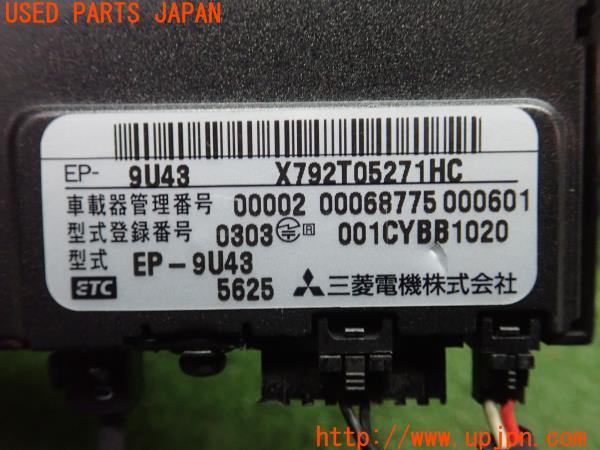 USED PARTS JAPAN
EP- 9U43 X792T05271HC
車載器管理番号 00002 00068775 000601
型式登録番号 0303 R 001CYBB1020
型式 EP-9U43
ETC 5625 三菱電機株式会社
http://www.upjpn.com/